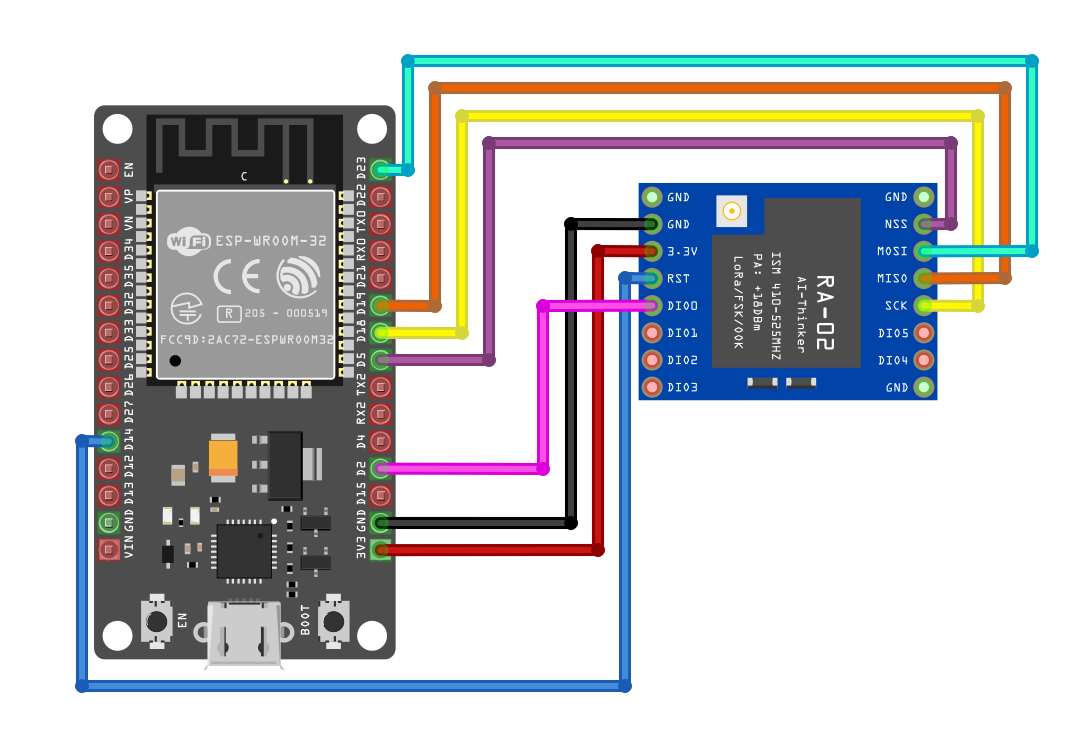 EN
VP
VN
D34
D35
D32
D33
D25
D26
D27
D14
D12
D13
GND
VIN
C
WiFi ESP-WROOM-32
CE
R 205 - 000519
FCC9D:2AC72-ESPWROOM32
D23
D22
TX0
RX0
D21
D19
D18
D5
TX2
RX2
D4
D2
D15
GND
3V3
EN
BOOT
GND
GND
3.3V
RST
DIO0
DIO1
DIO2
DIO3
RA-02
AI-Thinker
ISM 410-525MHZ
PA: +18DBm
LoRa/FSK/OOK
GND
NSS
MOSI
MISO
SCK
DIO5
DIO4
GND